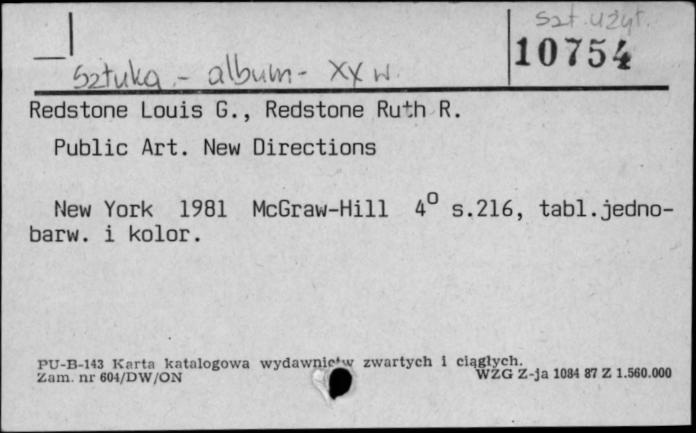 Szt. użyt.
10754
Sztuka - album - XX w.
Redstone Louis G., Redstone Ruth R.
Public Art. New Directions
New York 1981 McGraw-Hill 4° s.216, tabl.jedno-
barw. i kolor.
PU-B-143 Karta katalogowa wydawnictw zwartych i ciągłych.
Zam. nr 604/DW/ON
WZG Z-ja 1084 87 Z 1.560.000